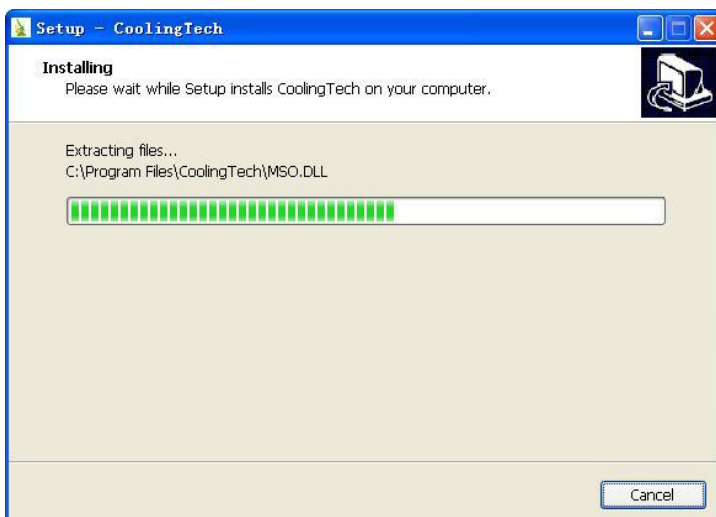 Setup - CoolingTech
Installing
Please wait while Setup installs CoolingTech on your computer.
Extracting files...
C:\Program Files\CoolingTech\MSO.DLL
Cancel